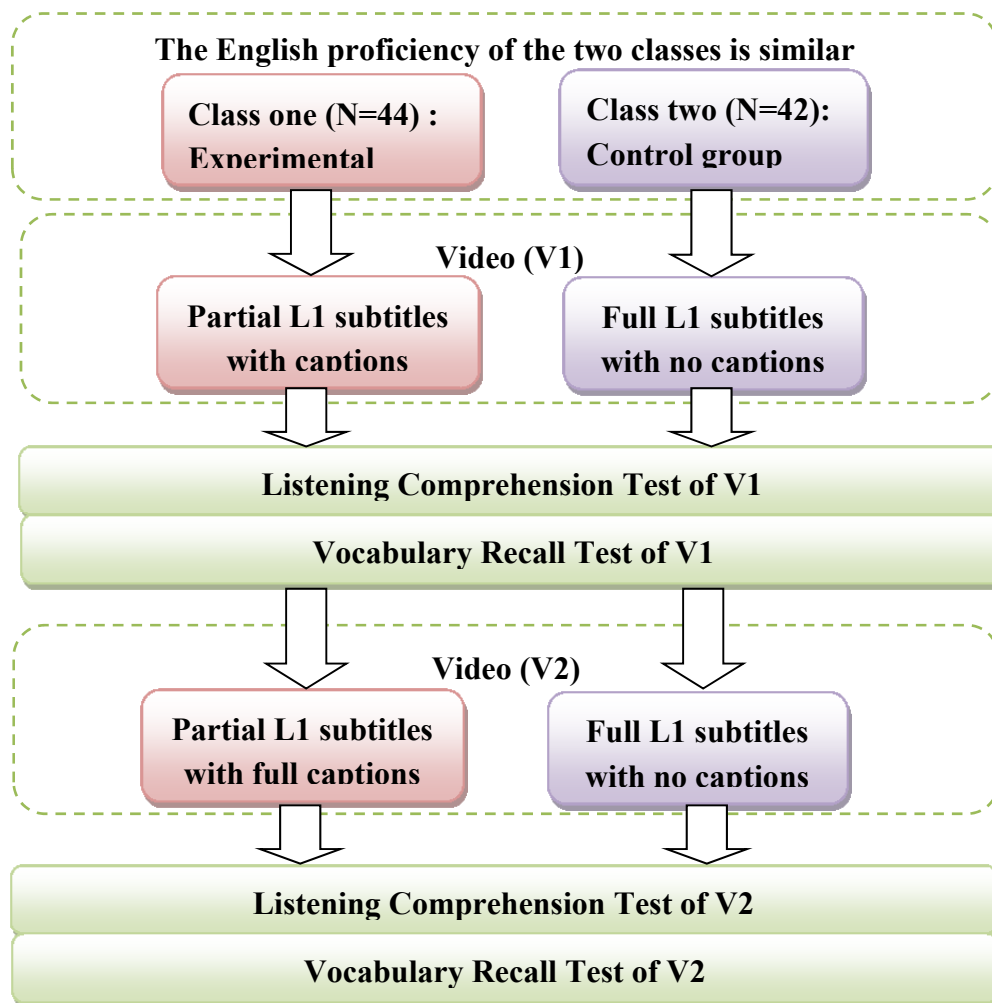 The English proficiency of the two classes is similar
Class one (N=44) :
Experimental
Class two (N=42):
Control group
Video (V1)
Partial L1 subtitles
with captions
Full L1 subtitles
with no captions
Listening Comprehension Test of V1
Vocabulary Recall Test of V1
Video (V2)
Partial L1 subtitles
with full captions
Full L1 subtitles
with no captions
Listening Comprehension Test of V2
Vocabulary Recall Test of V2